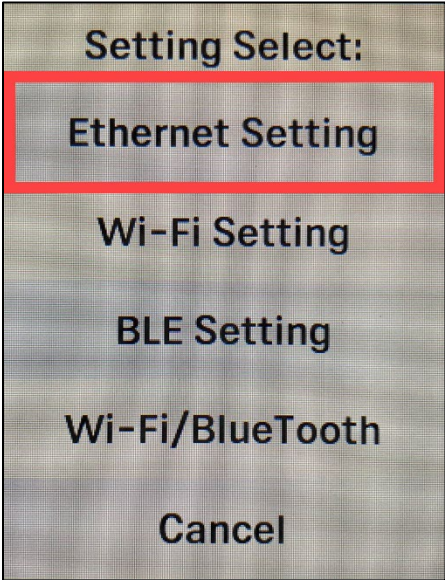 Setting Select:
Ethernet Setting
Wi-Fi Setting
BLE Setting
Wi-Fi/BlueTooth
Cancel